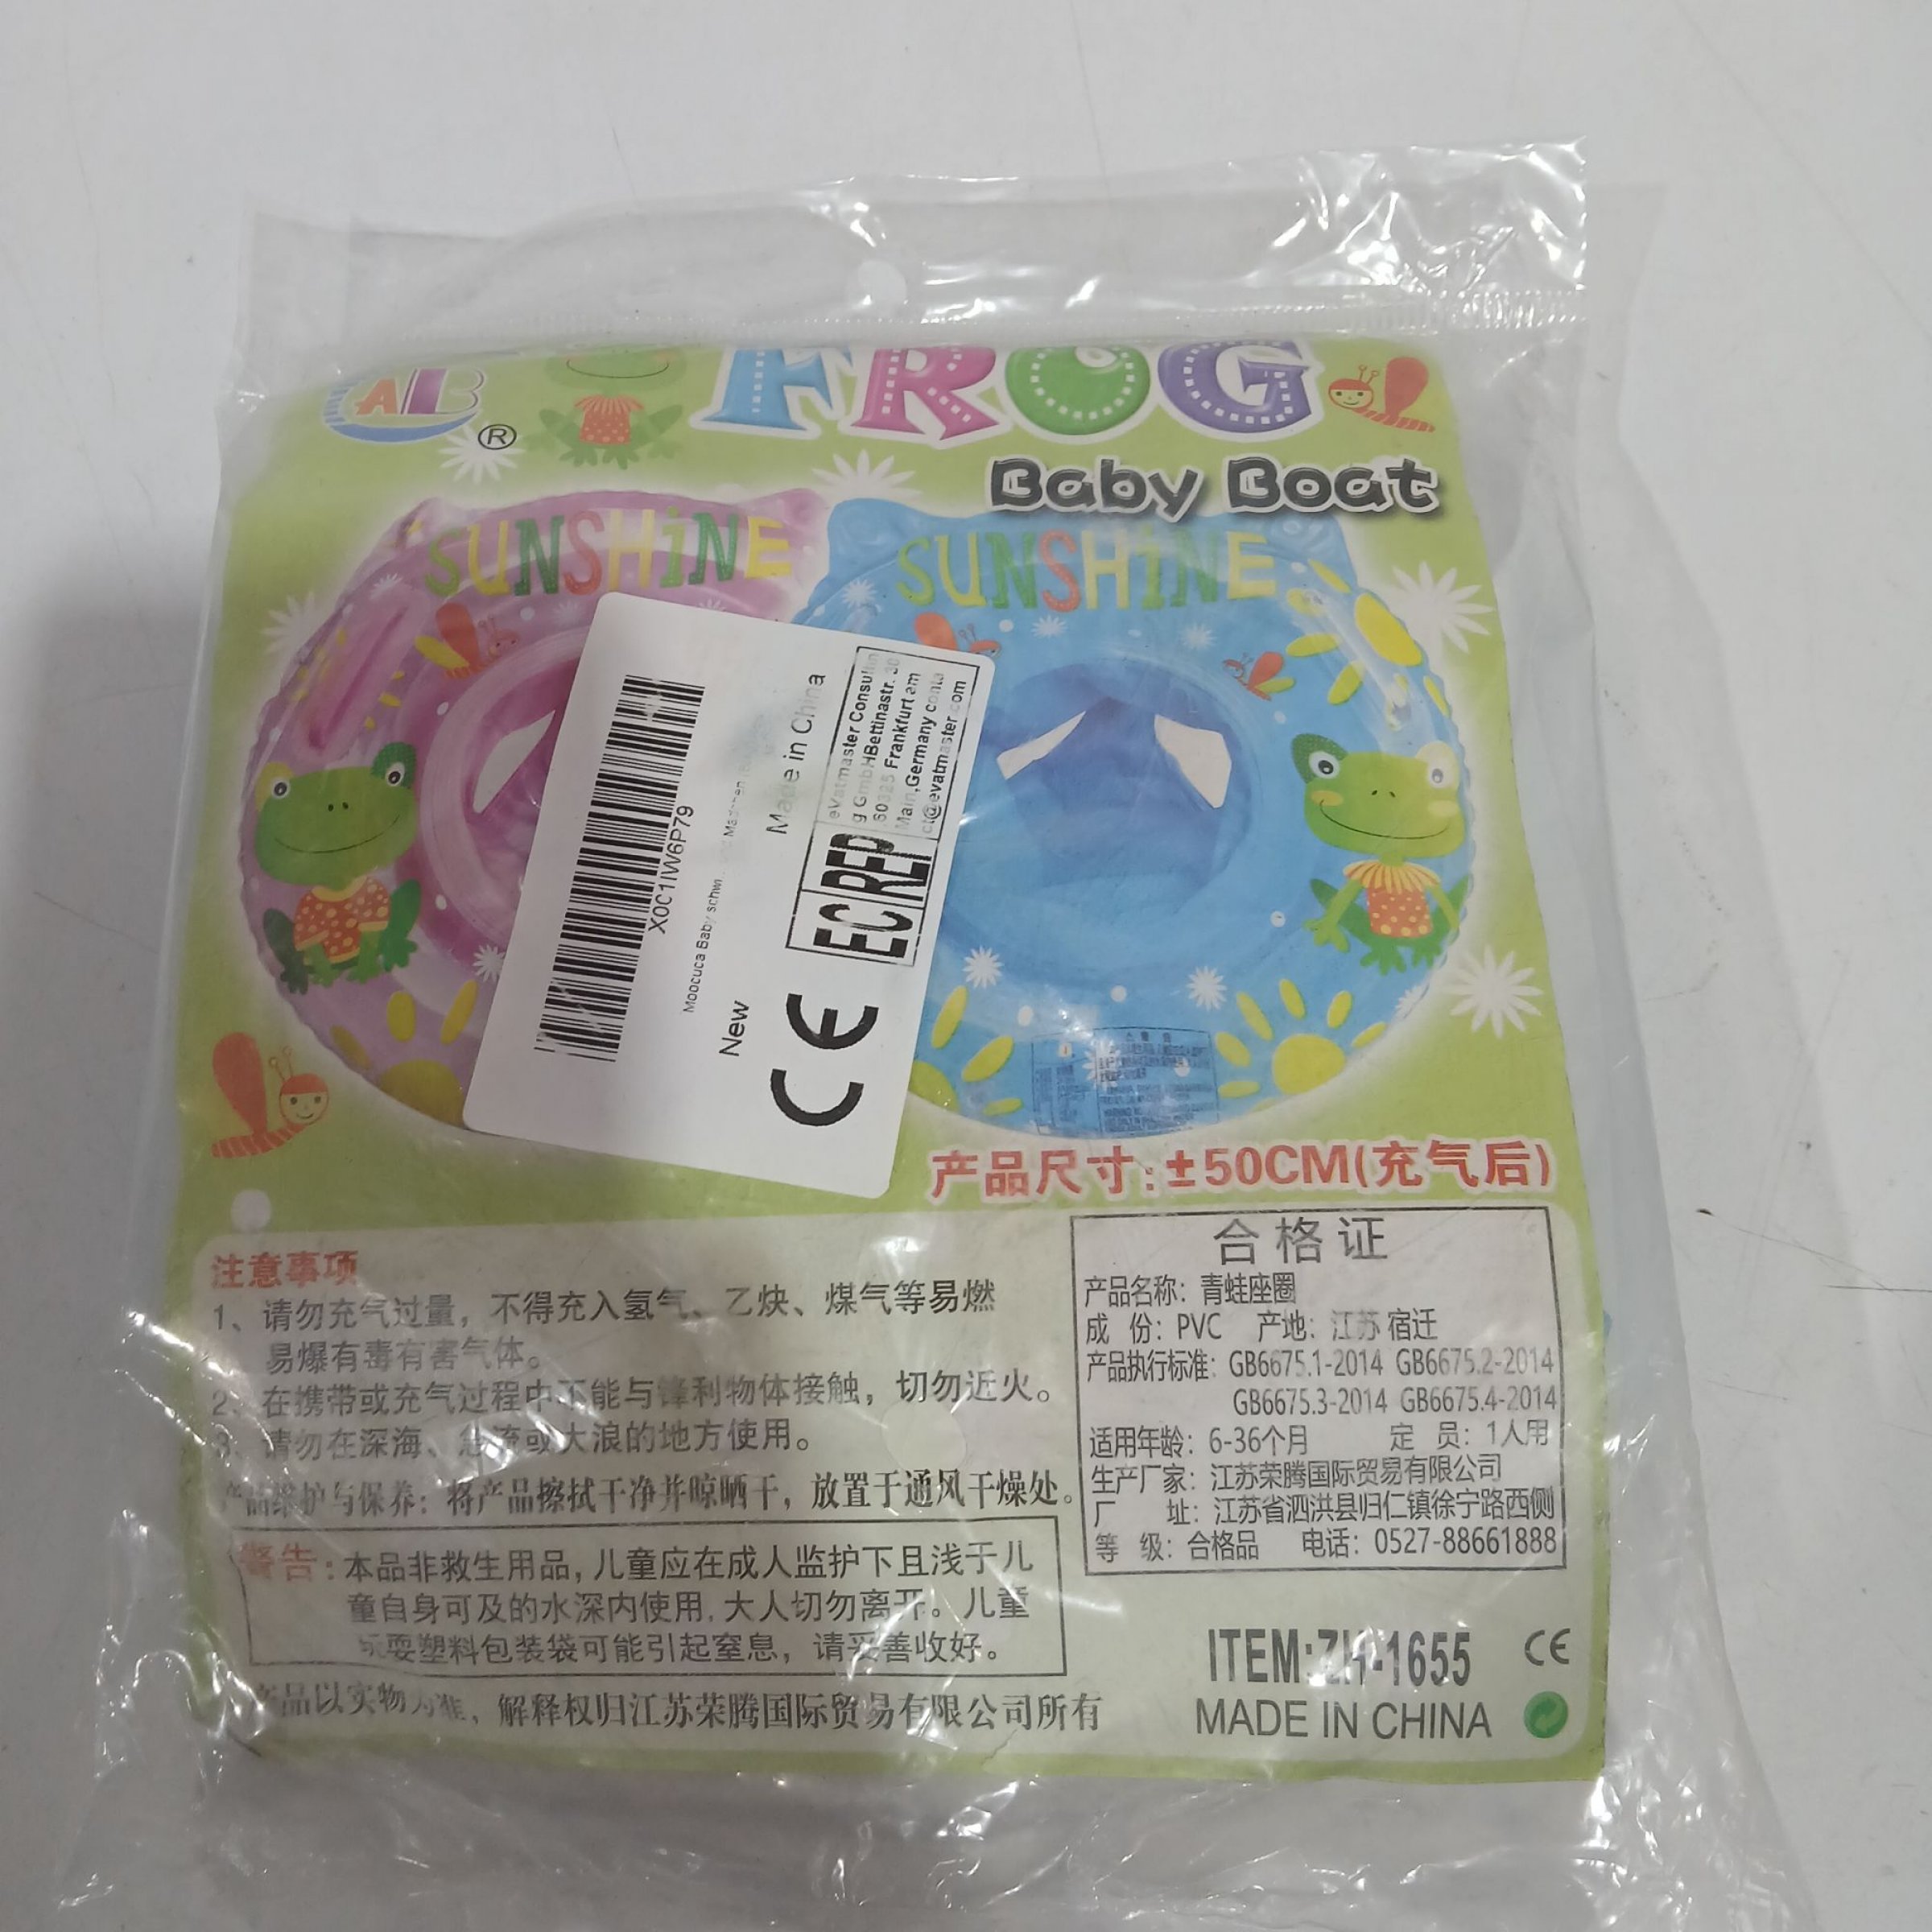 AB
®
FROG
Baby Boat
SUNSHiNE
SUNSHiNE
X001IW6P79
Moocuca Baby schwi
New
Made in China
CE
EC REP
eVatmaster Consultin
g GmbHBettinastr. 30
60325 Frankfurt am
Main,Germany conta
ct@evatmaster.com
产品尺寸:±50CM(充气后)
注意事项
1、请勿充气过量，不得充入氢气、乙炔、煤气等易燃
易爆有毒有害气体。
2、在携带或充气过程中不能与锋利物体接触，切勿近火。
3、请勿在深海、急流或大浪的地方使用。
产品维护与保养：将产品擦拭干净并晾晒干，放置于通风干燥处。
警告:本品非救生用品,儿童应在成人监护下且浅于儿
童自身可及的水深内使用,大人切勿离开。儿童
玩耍塑料包装袋可能引起窒息，请妥善收好。
产品以实物为准、解释权归江苏荣腾国际贸易有限公司所有
合格证
产品名称：青蛙座圈
成 份：PVC 产地：江苏 宿迁
产品执行标准：GB6675.1-2014 GB6675.2-2014
GB6675.3-2014 GB6675.4-2014
适用年龄：6-36个月 定 员：1人用
生产厂家：江苏荣腾国际贸易有限公司
厂 址：江苏省泗洪县归仁镇徐宁路西侧
等 级：合格品 电话：0527-88661888
ITEM:ZH-1655
CE
MADE IN CHINA